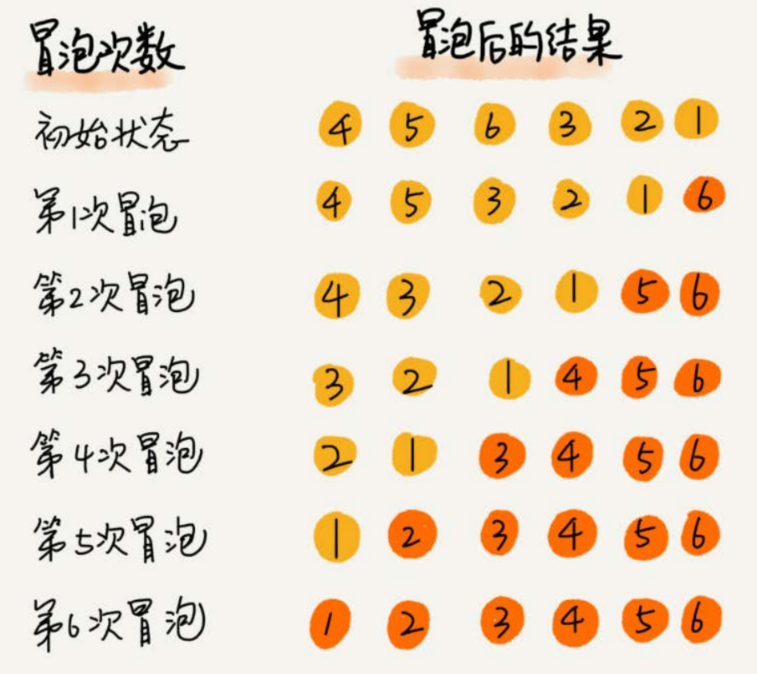 冒泡次数 冒泡后的结果
初始状态 4 5 6 3 2 1
第1次冒泡 4 5 3 2 1 6
第2次冒泡 4 3 2 1 5 6
第3次冒泡 3 2 1 4 5 6
第4次冒泡 2 1 3 4 5 6
第5次冒泡 1 2 3 4 5 6
第6次冒泡 1 2 3 4 5 6